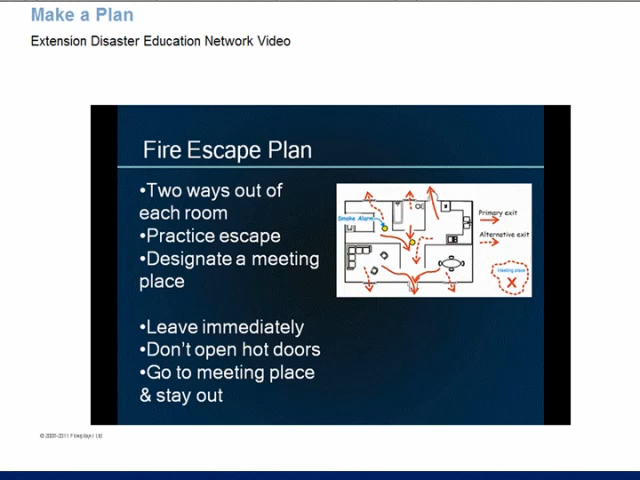 Make a Plan
Extension Disaster Education Network Video
Fire Escape Plan
•Two ways out of
each room
•Practice escape
•Designate a meeting
place
•Leave immediately
•Don't open hot doors
•Go to meeting place
& stay out
Smoke Alarm
Primary exit
Alternative exit
Meeting place
X